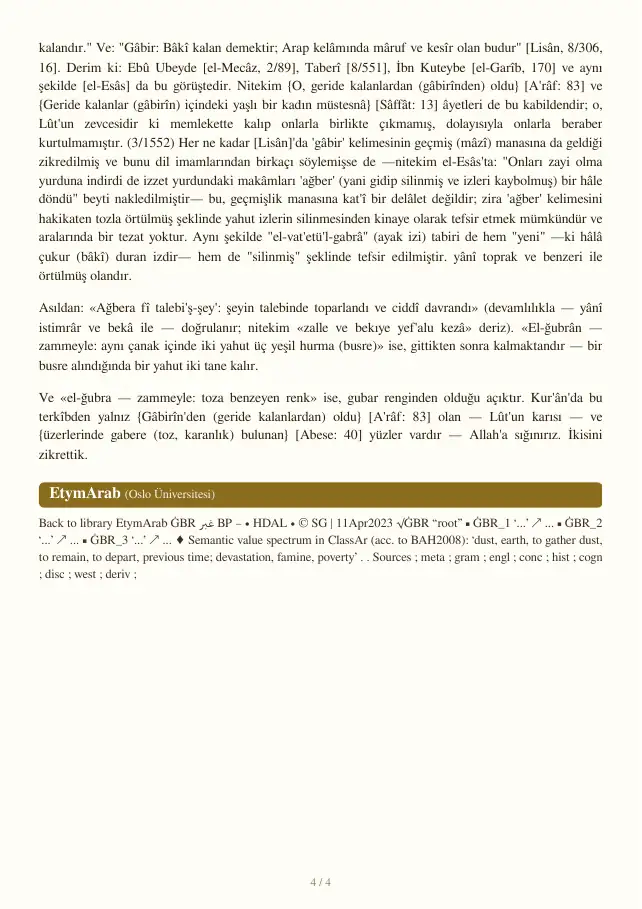 kalandır." Ve: "Gâbir: Bâkî kalan demektir; Arap kelâmında mâruf ve kesîr olan budur" [Lisân, 8/306,
16]. Derim ki: Ebû Ubeyde [el-Mecâz, 2/89], Taberî [8/551], İbn Kuteybe [el-Garîb, 170] ve aynı
şekilde [el-Esâs] da bu görüştedir. Nitekim {O, geride kalanlardan (gâbirînden) oldu} [A'râf: 83] ve
{Geride kalanlar (gâbirîn) içindeki yaşlı bir kadın müstesnâ} [Sâffât: 13] âyetleri de bu kabildendir; o,
Lût'un zevcesidir ki memlekette kalıp onlarla birlikte çıkmamış, dolayısıyla onlarla beraber
kurtulmamıştır. (3/1552) Her ne kadar [Lisân]'da 'gâbir' kelimesinin geçmiş (mâzî) manasına da geldiği
zikredilmiş ve bunu dil imamlarından birkaçı söylemişse de —nitekim el-Esâs'ta: "Onları zayi olma
yurduna indirdi de izzet yurdundaki makâmları 'ağber' (yani gidip silinmiş ve izleri kaybolmuş) bir hâle
döndü" beyti nakledilmiştir— bu, geçmişlik manasına kat'î bir delâlet değildir; zira 'ağber' kelimesini
hakikaten tozla örtülmüş şeklinde yahut izlerin silinmesinden kinaye olarak tefsir etmek mümkündür ve
aralarında bir tezat yoktur. Aynı şekilde "el-vat'etü'l-gabrâ" (ayak izi) tabiri de hem "yeni" —ki hâlâ
çukur (bâkî) duran izdir— hem de "silinmiş" şeklinde tefsir edilmiştir. yânî toprak ve benzeri ile
örtülmüş olandır.
Asıldan: «Ağbera fî talebi'ş-şey': şeyin talebinde toparlandı ve ciddî davrandı» (devamlılıkla — yânî
istimrâr ve bekâ ile — doğrulanır; nitekim «zalle ve bekıye yef'alu kezâ» deriz). «El-ğubrân —
zammeyle: aynı çanak içinde iki yahut üç yeşil hurma (busre)» ise, gittikten sonra kalmaktandır — bir
busre alındığında bir yahut iki tane kalır.
Ve «el-ğubra — zammeyle: toza benzeyen renk» ise, gubar renginden olduğu açıktır. Kur'ân'da bu
terkîbden yalnız {Gâbirîn'den (geride kalanlardan) oldu} [A'râf: 83] olan — Lût'un karısı — ve
{üzerlerinde gabere (toz, karanlık) bulunan} [Abese: 40] yüzler vardır — Allah'a sığınırız. İkisini
zikrettik.
EtymArab (Oslo Üniversitesi)
Back to library EtymArab ĠBR غبر BP – • HDAL • © SG | 11Apr2023 √ĠBR “root” ▪ ĠBR_1 ‘...’ ↗ ... ▪ ĠBR_2
‘...’ ↗ ... ▪ ĠBR_3 ‘...’ ↗ ... ♦ Semantic value spectrum in ClassAr (acc. to BAH2008): ‘dust, earth, to gather dust,
to remain, to depart, previous time; devastation, famine, poverty’ . . Sources ; meta ; gram ; engl ; conc ; hist ; cogn
; disc ; west ; deriv ;
4 / 4